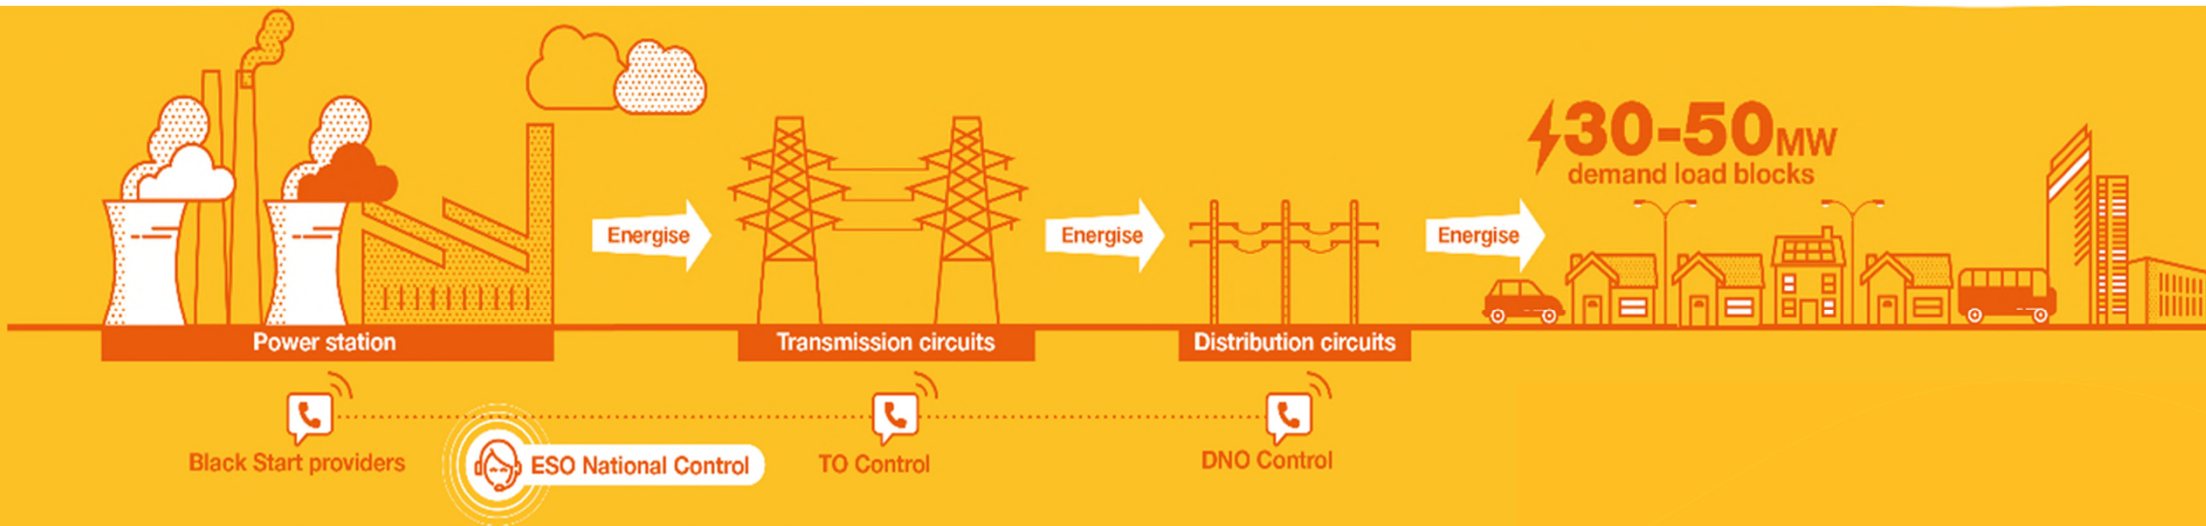 30-50MW
demand load blocks
Energise
Energise
Energise
Power station
Transmission circuits
Distribution circuits
Black Start providers
ESO National Control
TO Control
DNO Control